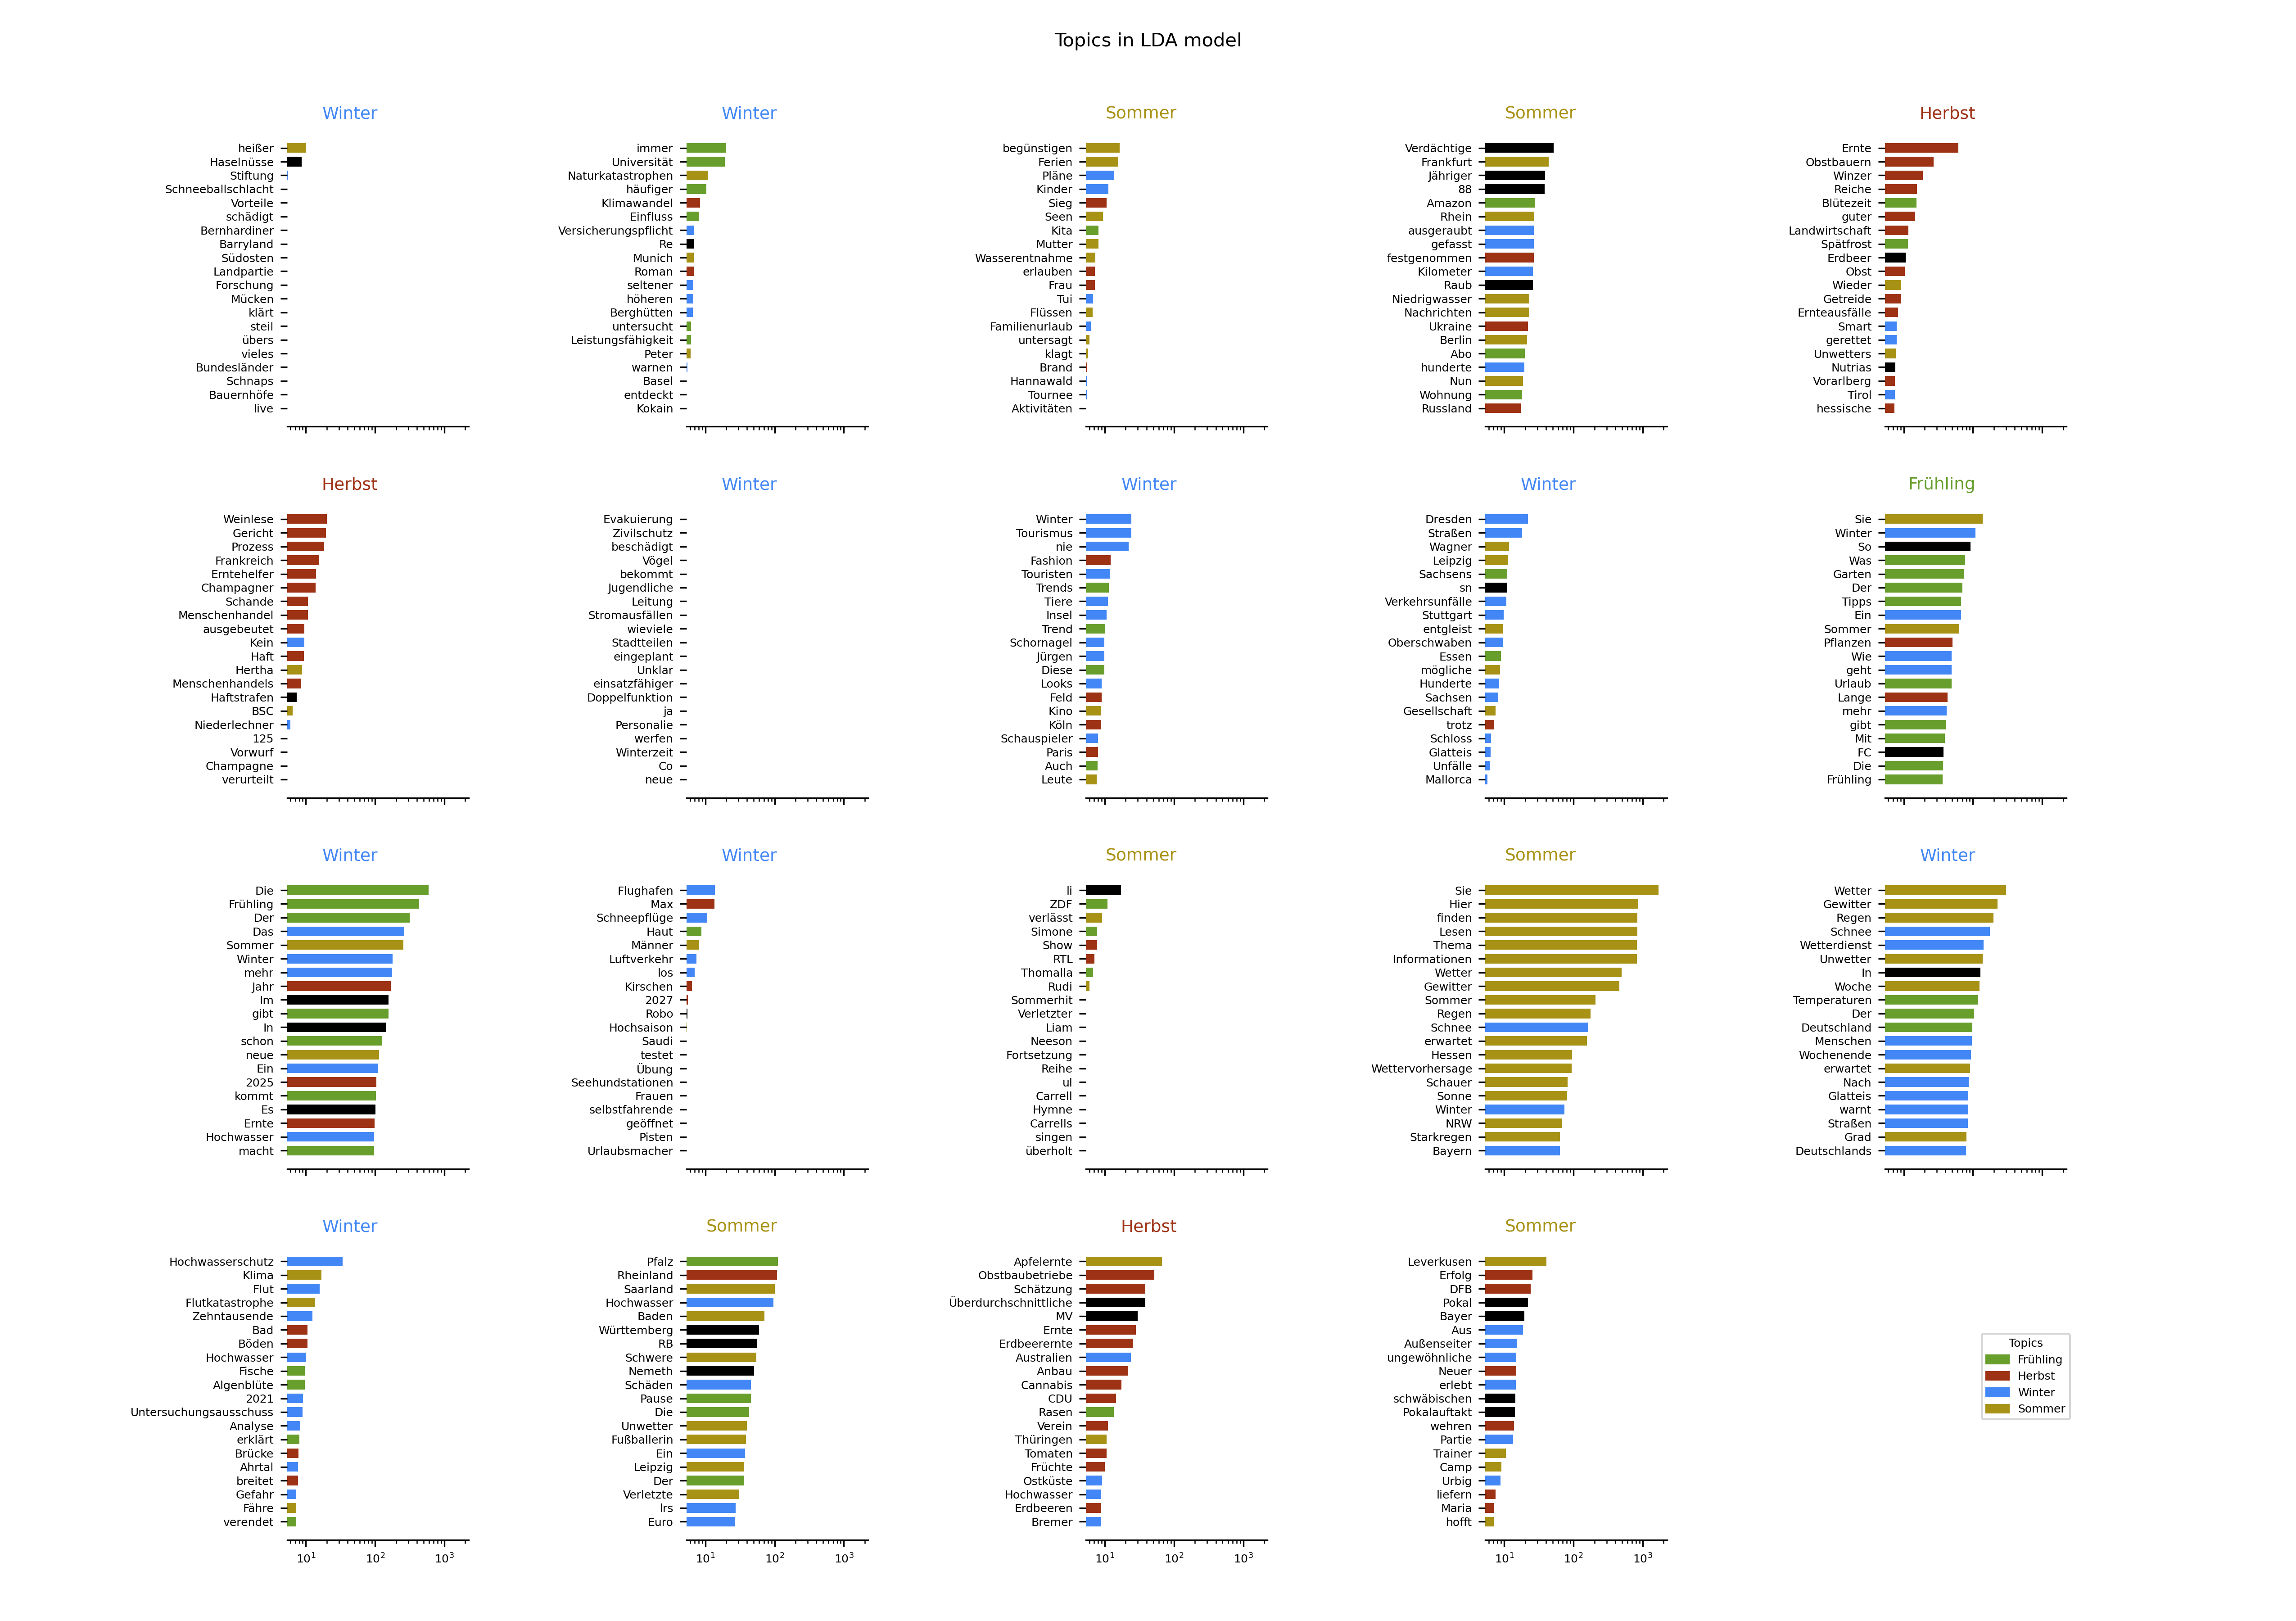 Topics in LDA model
Winter
heißer
Haselnüsse
Stiftung
Schneeballschlacht
Vorteile
schädigt
Bernhardiner
Barryland
Südosten
Landpartie
Forschung
Mücken
klärt
steil
übers
vieles
Bundesländer
Schnaps
Bauernhöfe
live
Winter
immer
Universität
Naturkatastrophen
häufiger
Klimawandel
Einfluss
Versicherungspflicht
Re
Munich
Roman
seltener
höheren
Berghütten
untersucht
Leistungsfähigkeit
Peter
warnen
Basel
entdeckt
Kokain
Sommer
begünstigen
Ferien
Pläne
Kinder
Sieg
Seen
Kita
Mutter
Wasserentnahme
erlauben
Frau
Tui
Flüssen
Familienurlaub
untersagt
klagt
Brand
Hannawald
Tournee
Aktivitäten
Sommer
Verdächtige
Frankfurt
Jähriger
88
Amazon
Rhein
ausgeraubt
gefasst
festgenommen
Kilometer
Raub
Niedrigwasser
Nachrichten
Ukraine
Berlin
Abo
hunderte
Nun
Wohnung
Russland
Herbst
Ernte
Obstbauern
Winzer
Reiche
Blütezeit
guter
Landwirtschaft
Spätfrost
Erdbeer
Obst
Wieder
Getreide
Ernteausfälle
Smart
gerettet
Unwetters
Nutrias
Vorarlberg
Tirol
hessische
Herbst
Weinlese
Gericht
Prozess
Frankreich
Erntehelfer
Champagner
Schande
Menschenhandel
ausgebeutet
Kein
Haft
Hertha
Menschenhandels
Haftstrafen
BSC
Niederlechner
125
Vorwurf
Champagne
verurteilt
Winter
Evakuierung
Zivilschutz
beschädigt
Vögel
bekommt
Jugendliche
Leitung
Stromausfällen
wieviele
Stadtteilen
eingeplant
Unklar
einsatzfähiger
Doppelfunktion
ja
Personalie
werfen
Winterzeit
Co
neue
Winter
Winter
Tourismus
nie
Fashion
Touristen
Trends
Tiere
Insel
Trend
Schornagel
Jürgen
Diese
Looks
Feld
Kino
Köln
Schauspieler
Paris
Auch
Leute
Winter
Dresden
Straßen
Wagner
Leipzig
Sachsens
sn
Verkehrsunfälle
Stuttgart
entgleist
Oberschwaben
Essen
mögliche
Hunderte
Sachsen
Gesellschaft
trotz
Schloss
Glatteis
Unfälle
Mallorca
Frühling
Sie
Winter
So
Was
Garten
Der
Tipps
Ein
Sommer
Pflanzen
Wie
geht
Urlaub
Lange
mehr
gibt
Mit
FC
Die
Frühling
Winter
Die
Frühling
Der
Das
Sommer
Winter
mehr
Jahr
Im
gibt
In
schon
neue
Ein
2025
kommt
Es
Ernte
Hochwasser
macht
Winter
Flughafen
Max
Schneepflüge
Haut
Männer
Luftverkehr
los
Kirschen
2027
Robo
Hochsaison
Saudi
testet
Übung
Seehundstationen
Frauen
selbstfahrende
geöffnet
Pisten
Urlaubsmacher
Sommer
li
ZDF
verlässt
Simone
Show
RTL
Thomalla
Rudi
Sommerhit
Verletzter
Liam
Neeson
Fortsetzung
Reihe
ul
Carrell
Hymne
Carrells
singen
überholt
Sommer
Sie
Hier
finden
Lesen
Thema
Informationen
Wetter
Gewitter
Sommer
Regen
Schnee
erwartet
Hessen
Wettervorhersage
Schauer
Sonne
Winter
NRW
Starkregen
Bayern
Winter
Wetter
Gewitter
Regen
Schnee
Wetterdienst
Unwetter
In
Woche
Temperaturen
Der
Deutschland
Menschen
Wochenende
erwartet
Nach
Glatteis
warnt
Straßen
Grad
Deutschlands
Winter
Hochwasserschutz
Klima
Flut
Flutkatastrophe
Zehntausende
Bad
Böden
Hochwasser
Fische
Algenblüte
2021
Untersuchungsausschuss
Analyse
erklärt
Brücke
Ahrtal
breitet
Gefahr
Fähre
verendet
10¹ 10² 10³
Sommer
Pfalz
Rheinland
Saarland
Hochwasser
Baden
Württemberg
RB
Schwere
Nemeth
Schäden
Pause
Die
Unwetter
Fußballerin
Ein
Leipzig
Der
Verletzte
lrs
Euro
10¹ 10² 10³
Herbst
Apfelernte
Obstbaubetriebe
Schätzung
Überdurchschnittliche
MV
Ernte
Erdbeerernte
Australien
Anbau
Cannabis
CDU
Rasen
Verein
Thüringen
Tomaten
Früchte
Ostküste
Hochwasser
Erdbeeren
Bremer
10¹ 10² 10³
Sommer
Leverkusen
Erfolg
DFB
Pokal
Bayer
Aus
Außenseiter
ungewöhnliche
Neuer
erlebt
schwäbischen
Pokalauftakt
wehren
Partie
Trainer
Camp
Urbig
liefern
Maria
hofft
10¹ 10² 10³
Topics
Frühling
Herbst
Winter
Sommer